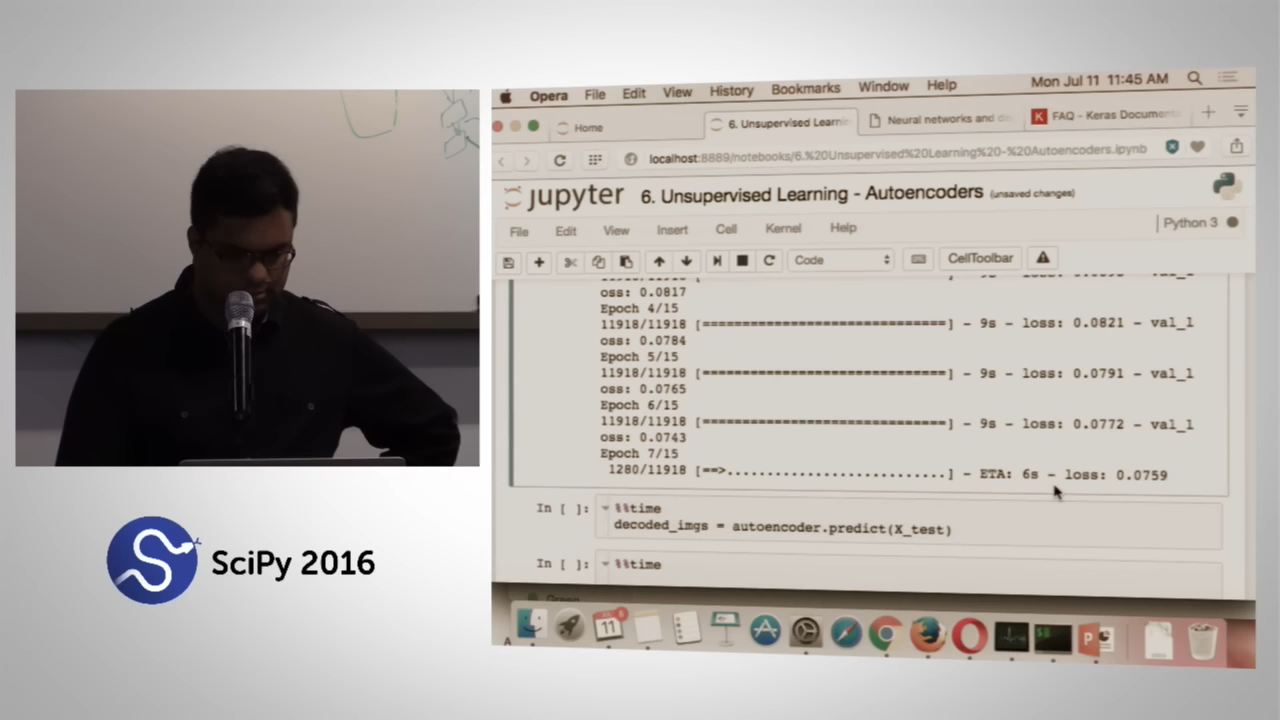 Opera File Edit View History Bookmarks Window Help Mon Jul 11 11:45 AM
Home 6. Unsupervised Learnin Neural networks and de FAQ - Keras Documenta
localhost:8889/notebooks/6.%20Unsupervised%20Learning%20-%20Autoencoders.ipynb
jupyter 6. Unsupervised Learning - Autoencoders (unsaved changes)
File Edit View Insert Cell Kernel Help Python 3
Code CellToolbar
oss: 0.0817
Epoch 4/15
11918/11918 [==============================] - 9s - loss: 0.0821 - val_l
oss: 0.0784
Epoch 5/15
11918/11918 [==============================] - 9s - loss: 0.0791 - val_l
oss: 0.0765
Epoch 6/15
11918/11918 [==============================] - 9s - loss: 0.0772 - val_l
oss: 0.0743
Epoch 7/15
1280/11918 [==>...........................] - ETA: 6s - loss: 0.0759
In [ ]: %%time
decoded_imgs = autoencoder.predict(X_test)
In [ ]: %%time
11
SciPy 2016